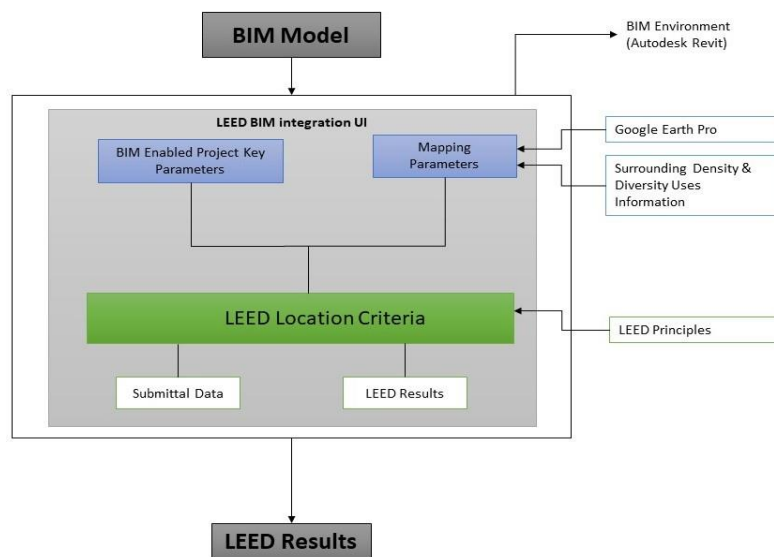 BIM Model
BIM Environment
(Autodesk Revit)
LEED BIM integration UI
BIM Enabled Project Key
Parameters
Mapping
Parameters
Google Earth Pro
Surrounding Density &
Diversity Uses
Information
LEED Location Criteria
LEED Principles
Submittal Data
LEED Results
LEED Results